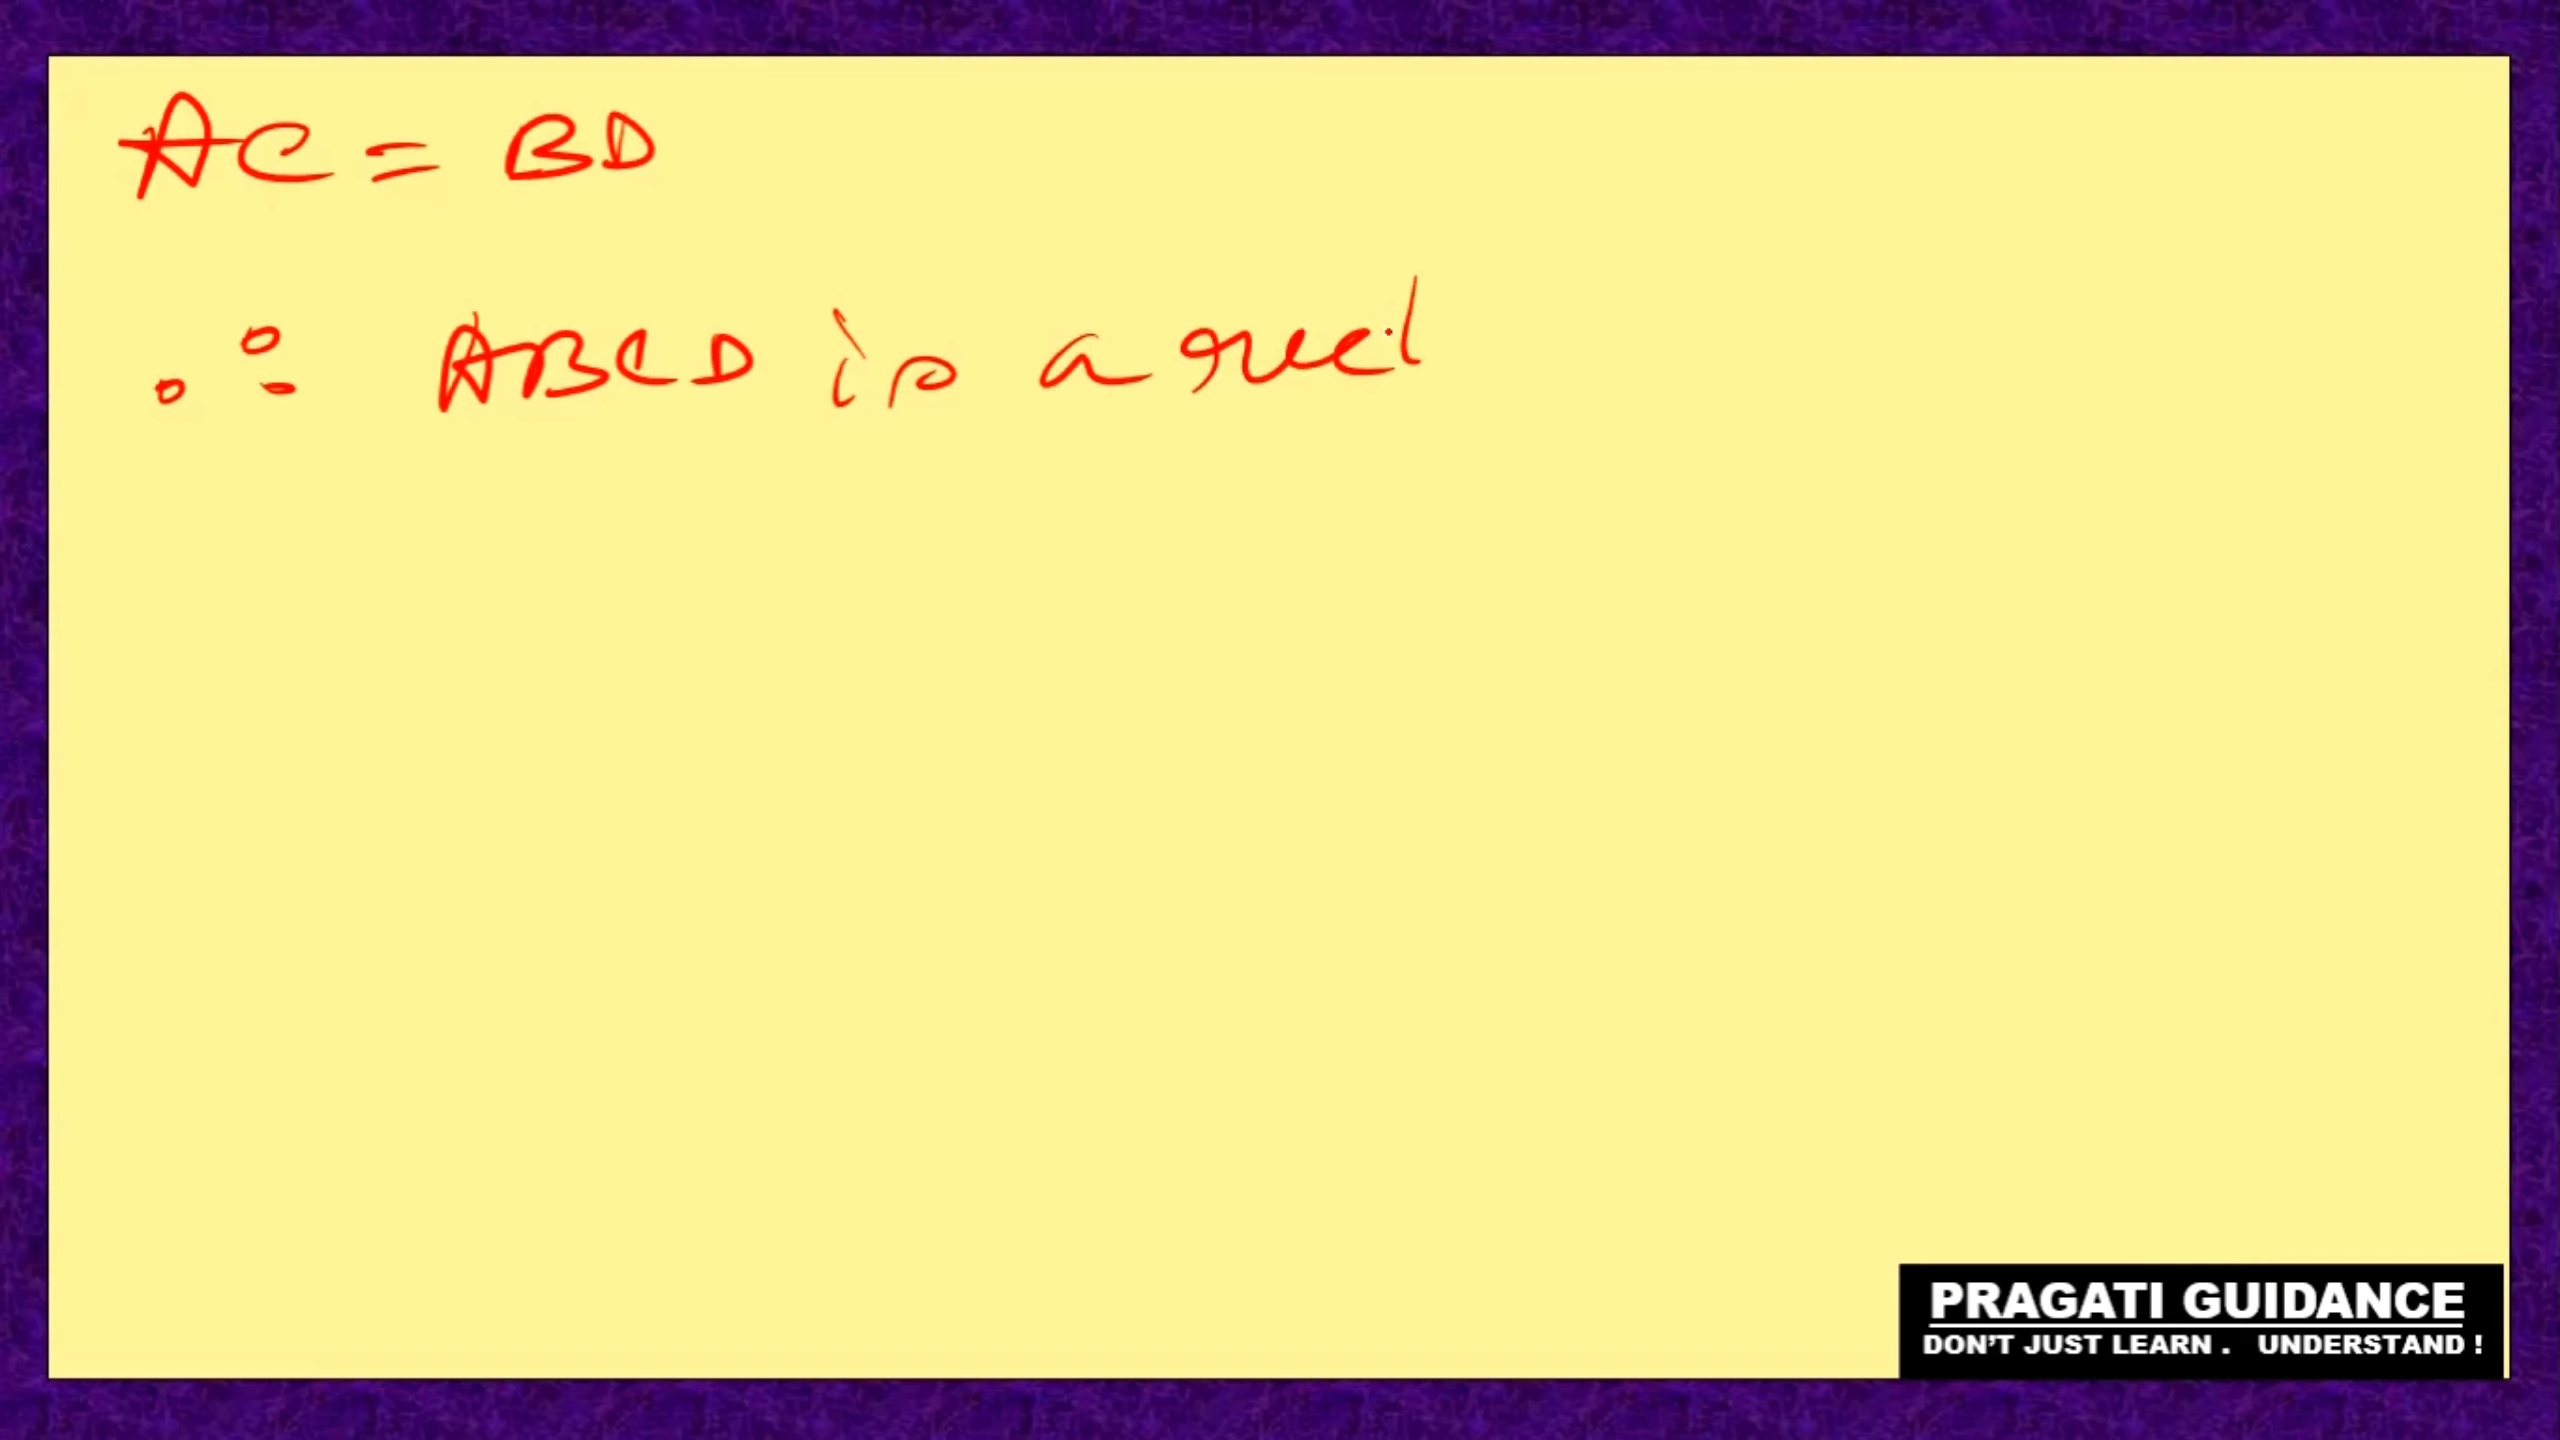 AC = BD
∴ ABCD is a rect
PRAGATI GUIDANCE
DON'T JUST LEARN . UNDERSTAND !